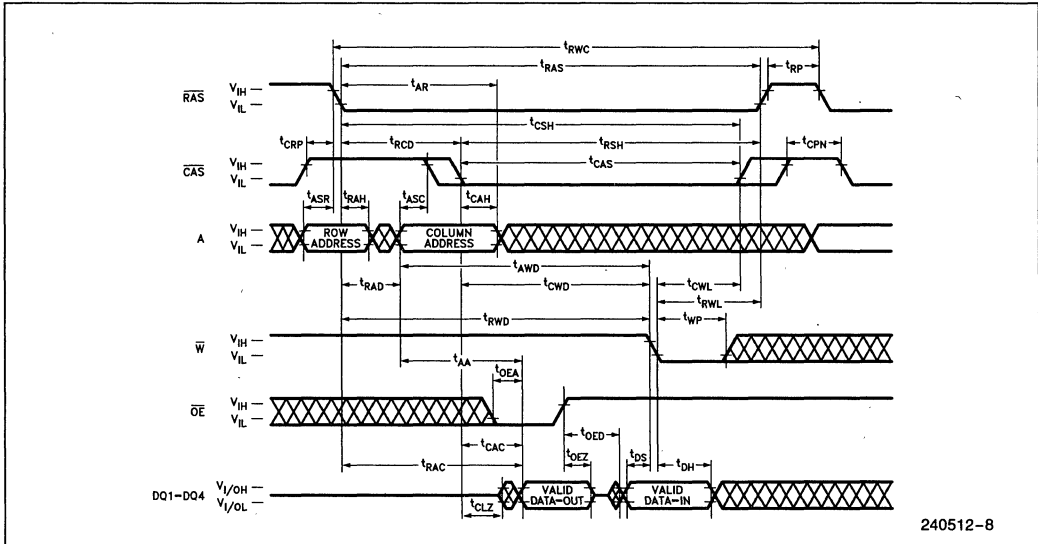 tRWC
tRAS
tRP
tAR
RAS
VIH
VIL
tCSH
tCRP
tRCD
tRSH
tCPN
CAS
VIH
VIL
tCAS
tASR
tRAH
tASC
tCAH
A
VIH
VIL
ROW ADDRESS
COLUMN ADDRESS
tAWD
tRAD
tCWD
tCWL
tRWL
tRWD
tWP
W
VIH
VIL
tAA
tOEA
OE
VIH
VIL
tCAC
tOED
tRAC
tOEZ
tDS
tDH
DQ1-DQ4
VI/OH
VI/OL
VALID DATA-OUT
VALID DATA-IN
tCLZ
240512-8